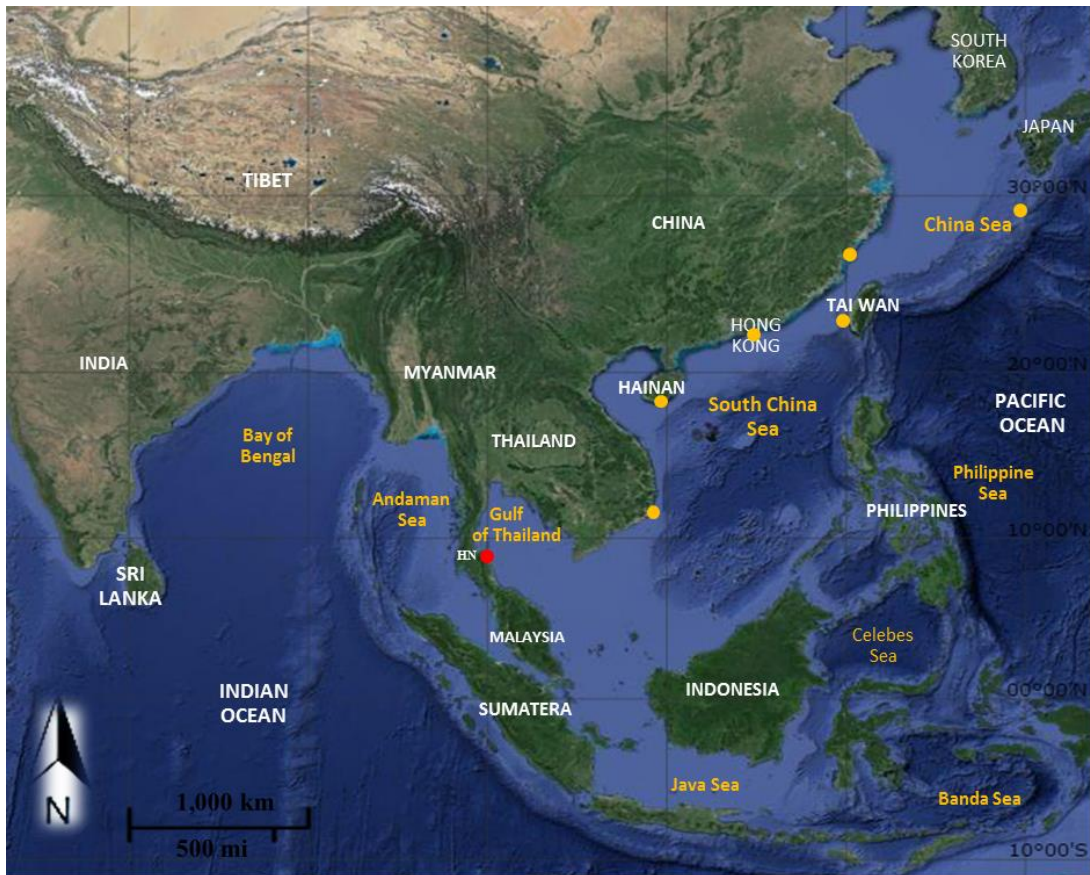 SOUTH
KOREA
JAPAN
TIBET
30°00'N
CHINA
China Sea
TAI WAN
HONG
KONG
INDIA
MYANMAR
20°00'N
HAINAN
South China
Sea
PACIFIC
OCEAN
Bay of
Bengal
THAILAND
Andaman
Sea
Gulf
of Thailand
Philippine
Sea
PHILIPPINES
10°00'N
HN
SRI
LANKA
MALAYSIA
Celebes
Sea
INDIAN
OCEAN
SUMATERA
INDONESIA
00°00'N
N
1,000 km
500 mi
Java Sea
Banda Sea
10°00'S